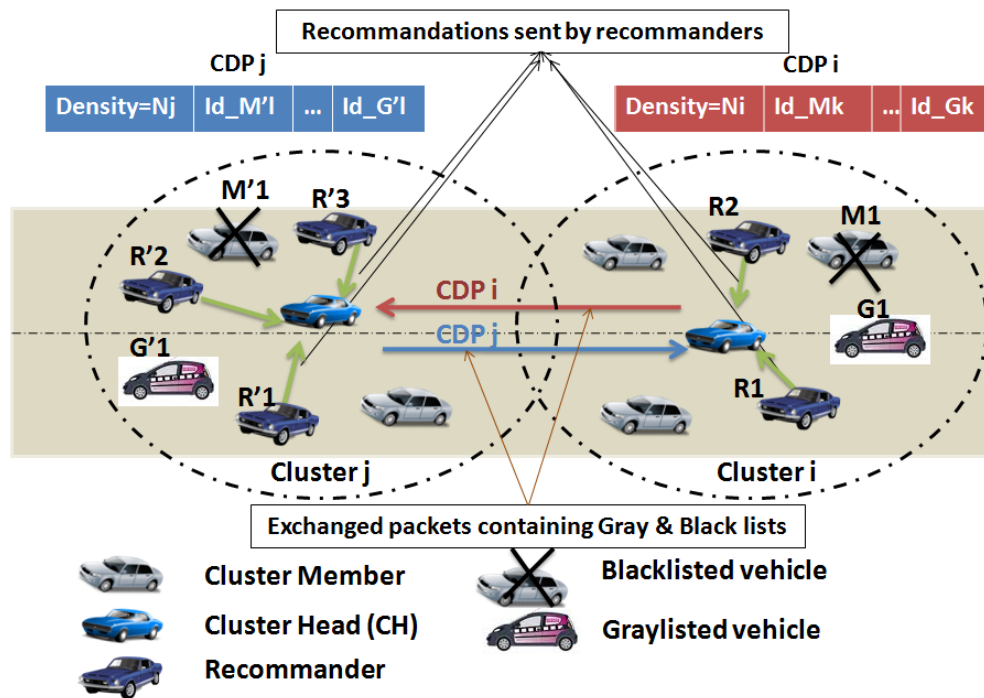 Recommandations sent by recommanders
CDP j
CDP i
Density=Nj Id_M'l ... Id_G'l
Density=Ni Id_Mk ... Id_Gk
M'1
R'3
R2
M1
R'2
CDP i
G1
CDP j
G'1
R'1
R1
Cluster j
Cluster i
Exchanged packets containing Gray & Black lists
Cluster Member
Blacklisted vehicle
Cluster Head (CH)
Graylisted vehicle
Recommander